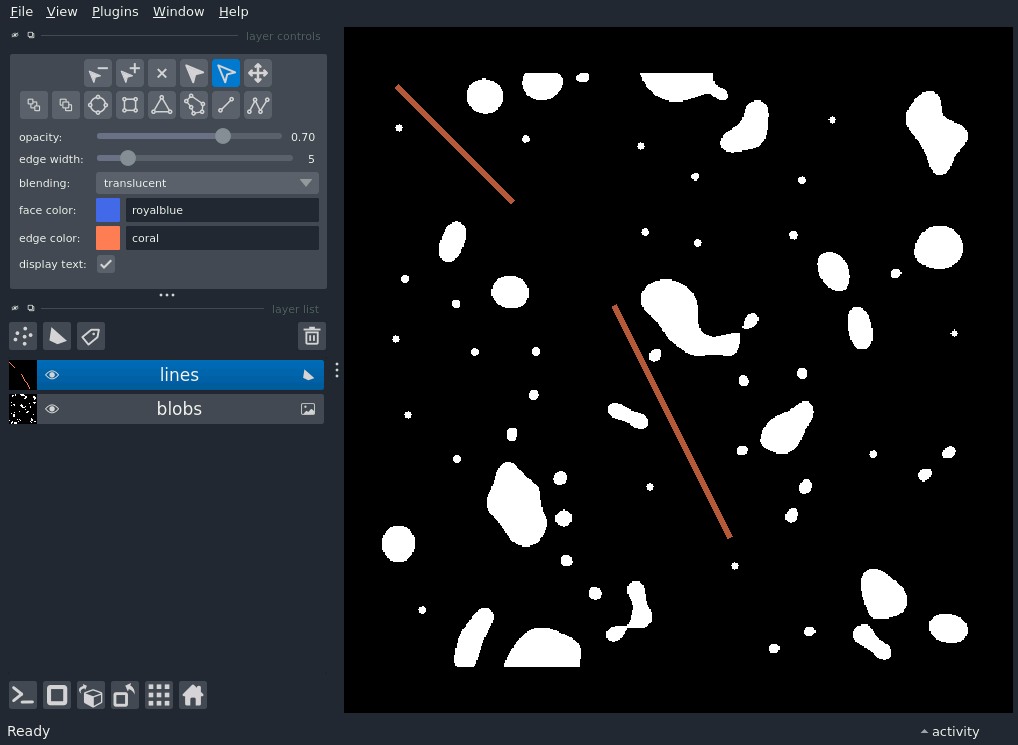 File View Plugins Window Help
layer controls
opacity: 0.70
edge width: 5
blending: translucent
face color: royalblue
edge color: coral
display text:
layer list
lines
blobs
Ready activity